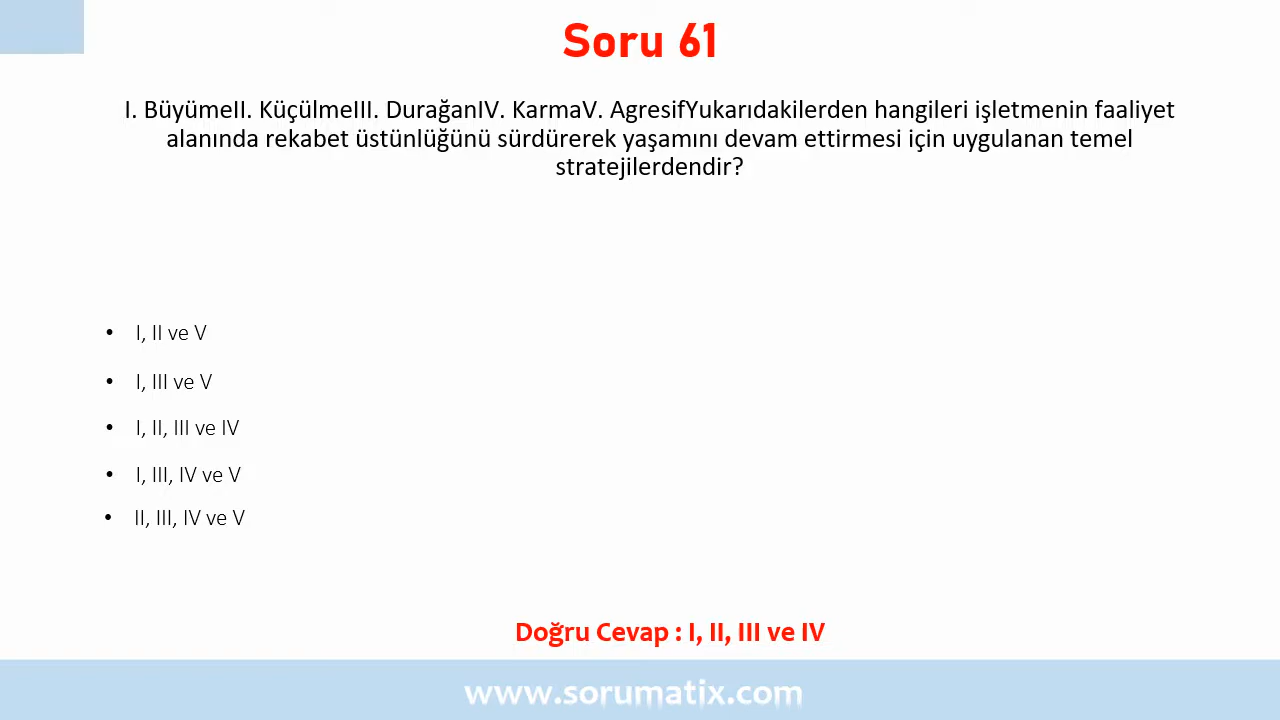 Soru 61
I. BüyümeII. KüçülmeIII. DurağanIV. KarmaV. AgresifYukarıdakilerden hangileri işletmenin faaliyet
alanında rekabet üstünlüğünü sürdürerek yaşamını devam ettirmesi için uygulanan temel
stratejilerdendir?
• I, II ve V
• I, III ve V
• I, II, III ve IV
• I, III, IV ve V
• II, III, IV ve V
Doğru Cevap : I, II, III ve IV
www.sorumatix.com